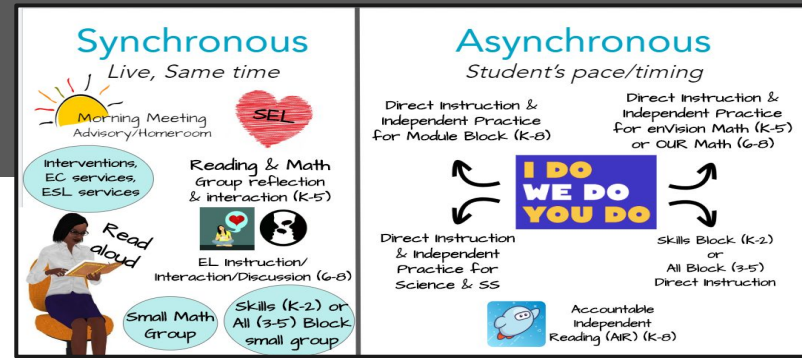 Synchronous
Live, Same time
Morning Meeting
Advisory/Homeroom
SEL
Interventions,
EC services,
ESL services
Reading & Math
Group reflection
& interaction (K-5)
Read
aloud
EL Instruction/
Interaction/Discussion (6-8)
Small Math
Group
Skills (K-2) or
All (3-5) Block
small group
Asynchronous
Student's pace/timing
Direct Instruction &
Independent Practice
for Module Block (K-8)
Direct Instruction &
Independent Practice
for enVision Math (K-5)
or OUR Math (6-8)
I DO
WE DO
YOU DO
Direct Instruction
& Independent
Practice for
Science & SS
Skills Block (K-2)
or
All Block (3-5)
Direct Instruction
Accountable
Independent
Reading (AIR) (K-8)